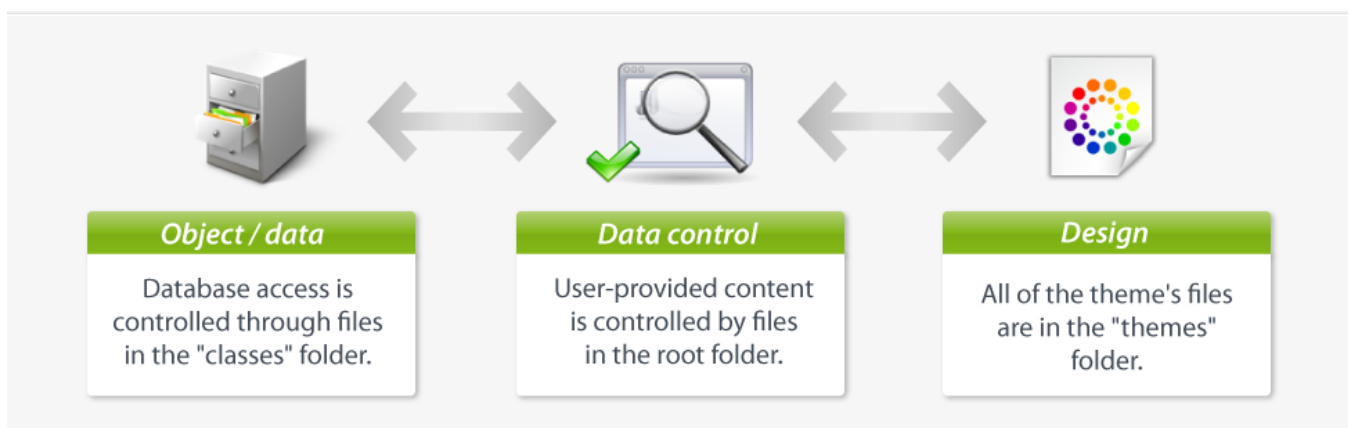 Object / data
Database access is
controlled through files
in the "classes" folder.
Data control
User-provided content
is controlled by files
in the root folder.
Design
All of the theme's files
are in the "themes"
folder.